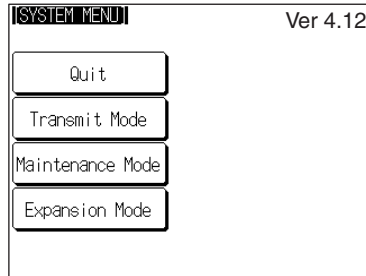 [SYSTEM MENU]
Ver 4.12
Quit
Transmit Mode
Maintenance Mode
Expansion Mode